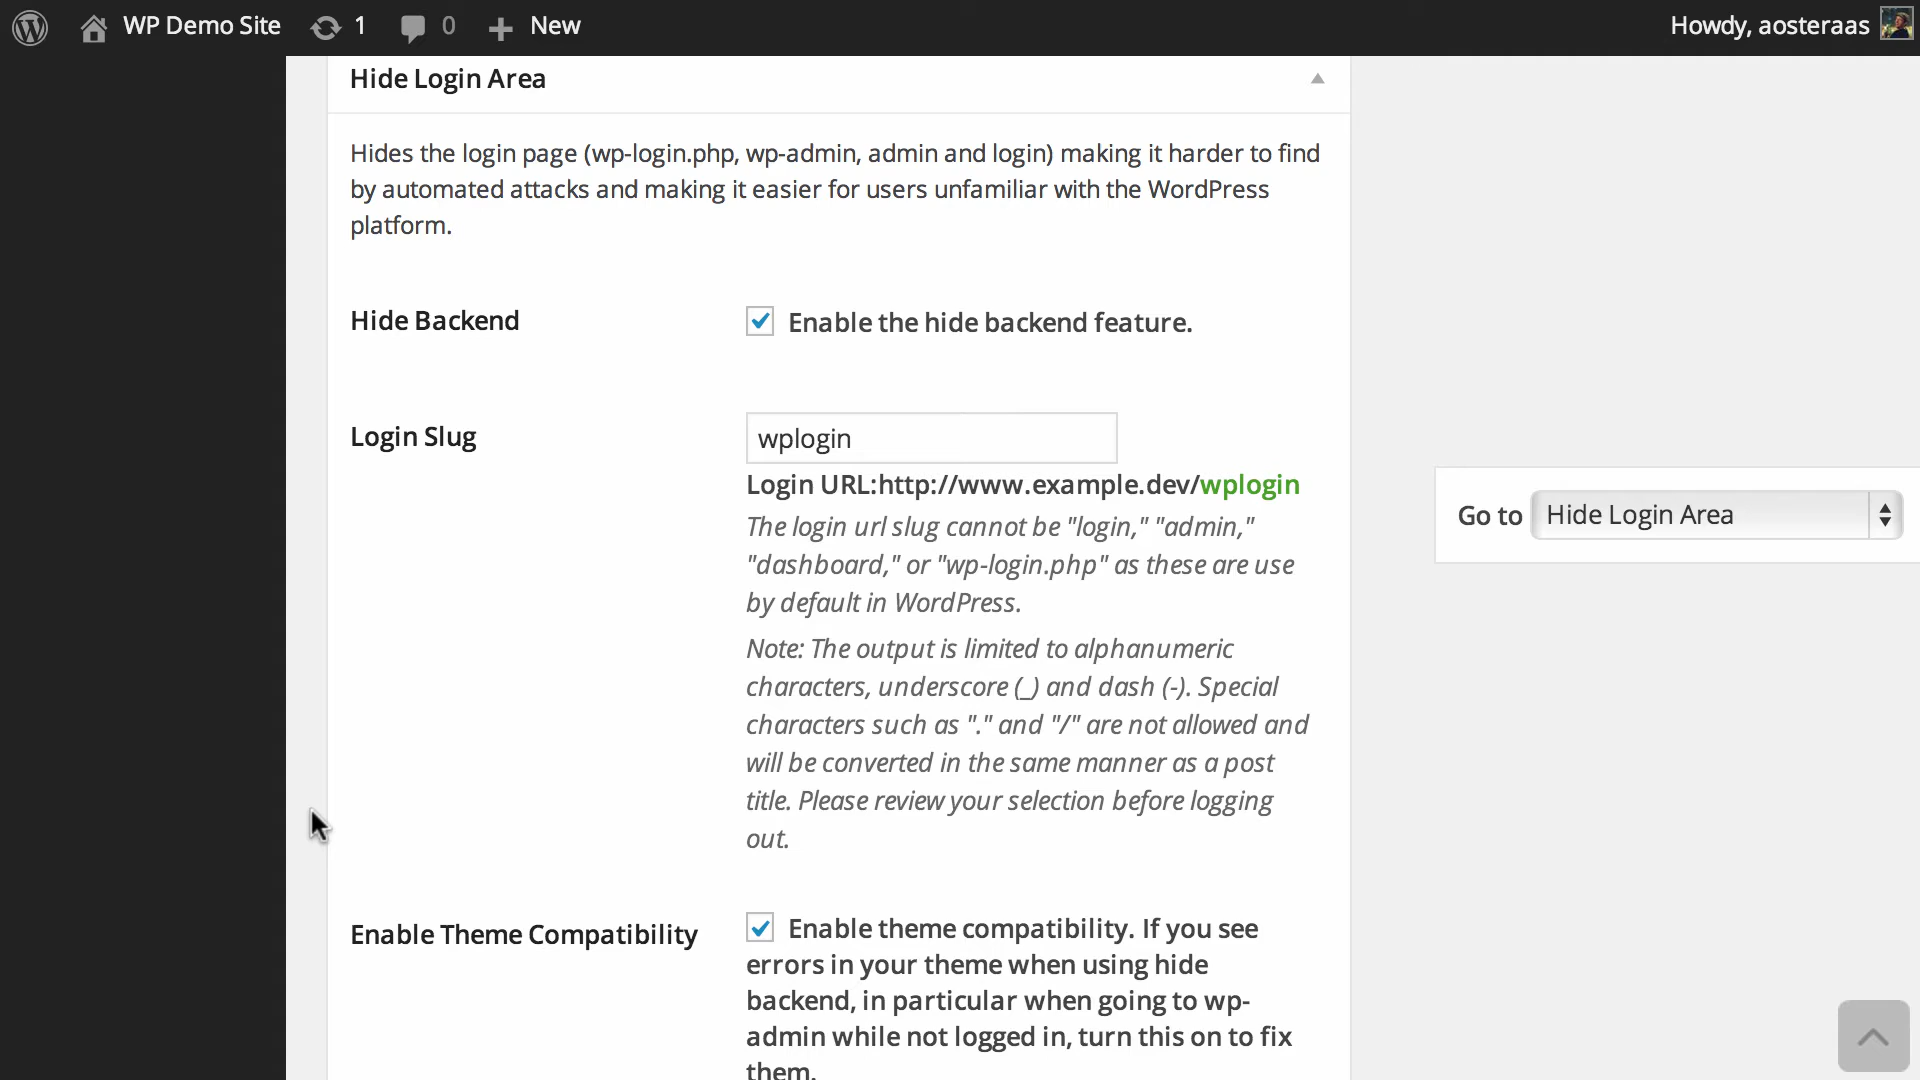 WP Demo Site 1 0 New Howdy, aosteraas
Hide Login Area
Hides the login page (wp-login.php, wp-admin, admin and login) making it harder to find
by automated attacks and making it easier for users unfamiliar with the WordPress
platform.
Hide Backend
Enable the hide backend feature.
Login Slug
wplogin
Login URL:http://www.example.dev/wplogin
The login url slug cannot be "login," "admin,"
"dashboard," or "wp-login.php" as these are use
by default in WordPress.
Note: The output is limited to alphanumeric
characters, underscore (_) and dash (-). Special
characters such as "." and "/" are not allowed and
will be converted in the same manner as a post
title. Please review your selection before logging
out.
Enable Theme Compatibility
Enable theme compatibility. If you see
errors in your theme when using hide
backend, in particular when going to wp-
admin while not logged in, turn this on to fix
them.
Go to Hide Login Area